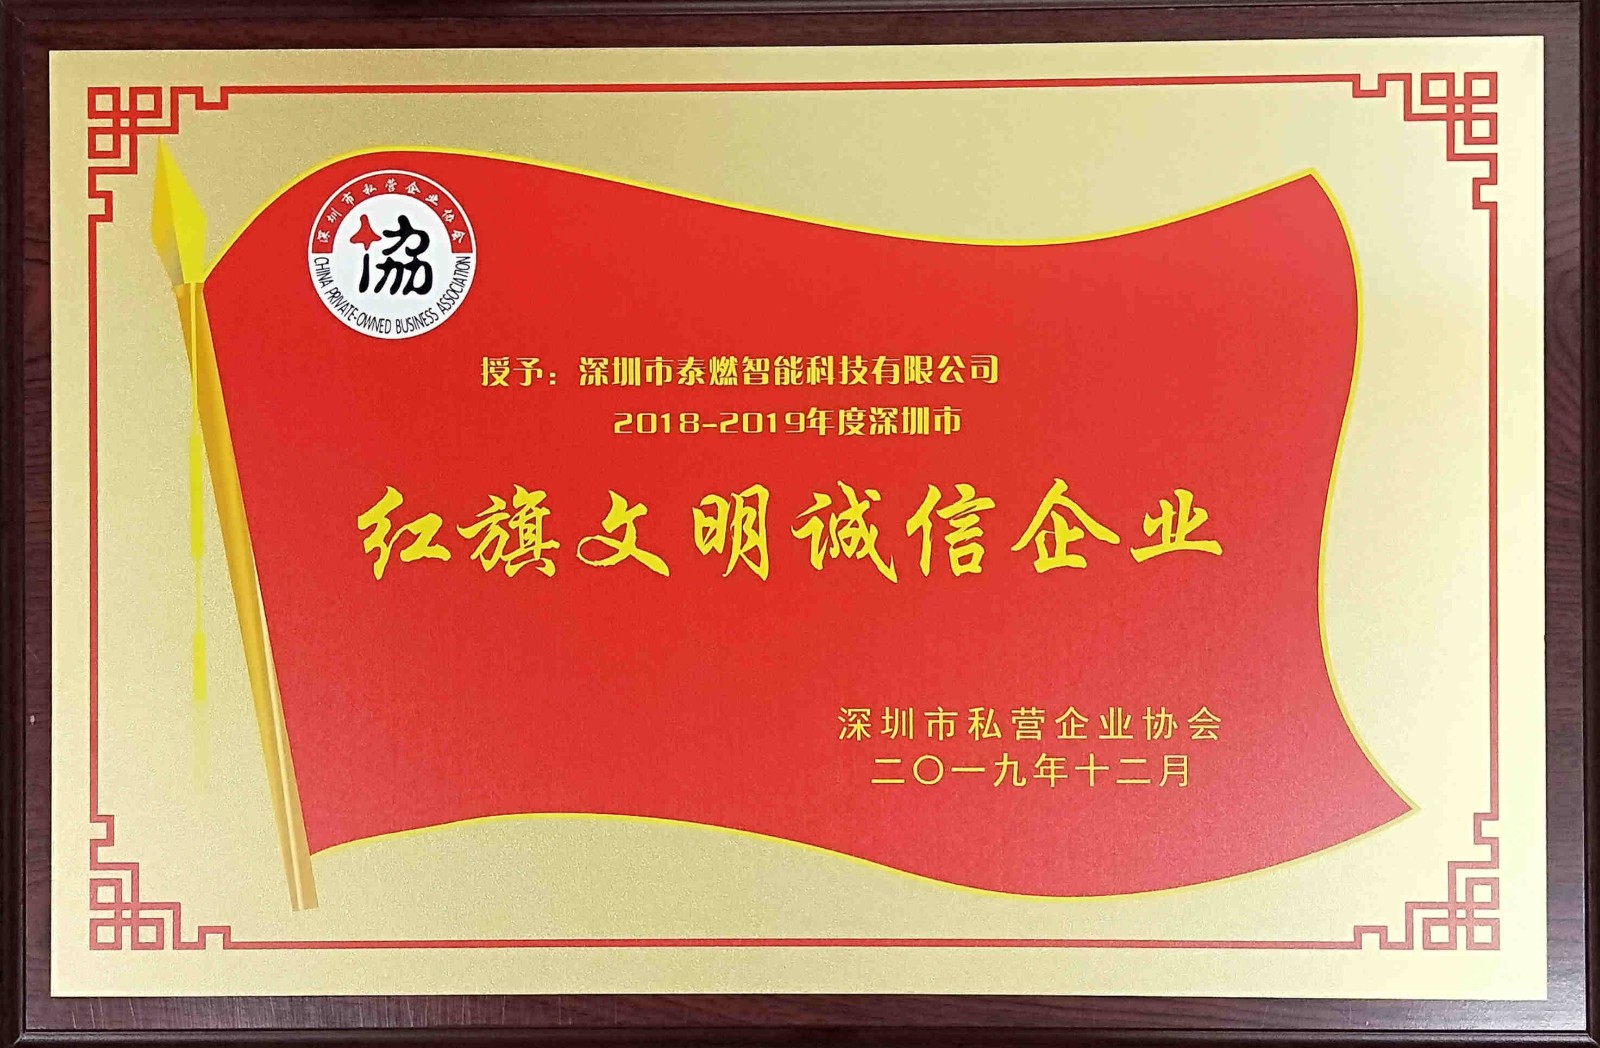 深圳市私营企业协会
協
CHINA PRIVATE-OWNED BUSINESS ASSOCIATION
授予：深圳市泰燃智能科技有限公司
2018-2019年度深圳市
红旗文明诚信企业
深圳市私营企业协会
二〇一九年十二月